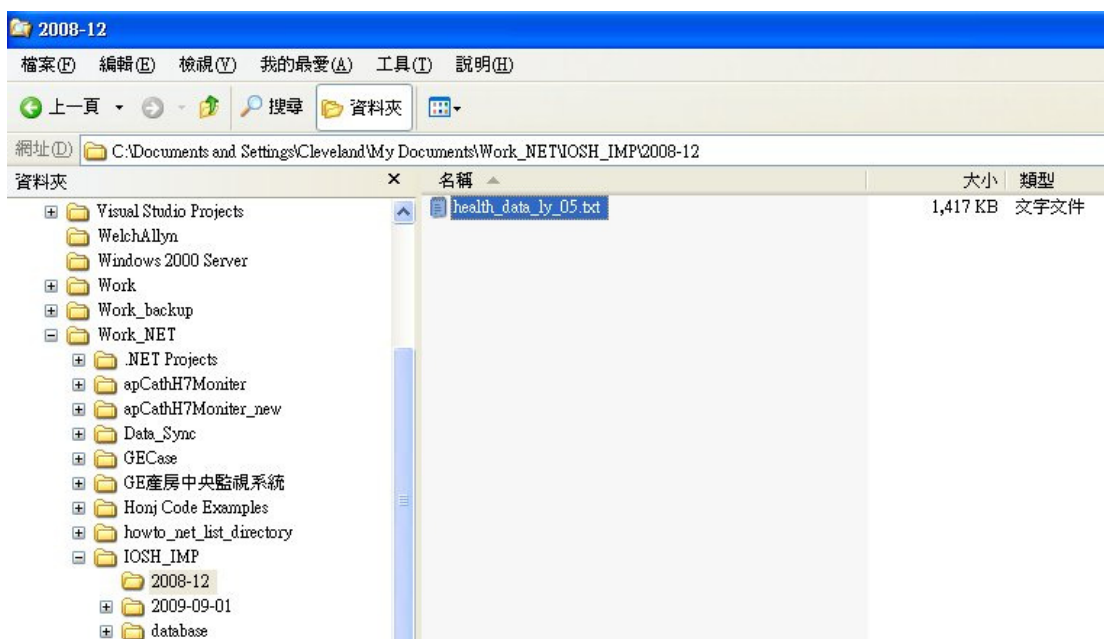 2008-12
檔案(F) 編輯(E) 檢視(V) 我的最愛(A) 工具(T) 說明(H)
上一頁 搜尋 資料夾
網址(D) C:\Documents and Settings\Cleveland\My Documents\Work_NET\IOSH_IMP\2008-12
資料夾 × 名稱 大小 類型
Visual Studio Projects health_data_ly_05.txt 1,417 KB 文字文件
WelchAllyn
Windows 2000 Server
Work
Work_backup
Work_NET
.NET Projects
apCathH7Moniter
apCathH7Moniter_new
Data_Sync
GECase
GE產房中央監視系統
Honj Code Examples
howto_net_list_directory
IOSH_IMP
2008-12
2009-09-01
database